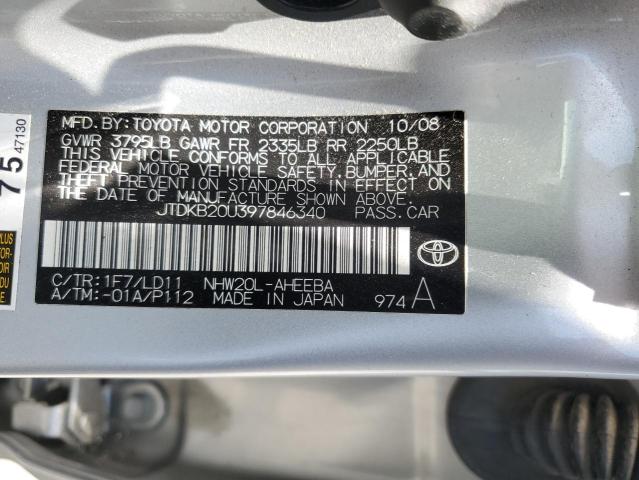 MFD. BY: TOYOTA MOTOR CORPORATION 10/08
GVWR 3795LB GAWR FR 2335LB RR 2250LB
THIS VEHICLE CONFORMS TO ALL APPLICABLE
FEDERAL MOTOR VEHICLE SAFETY, BUMPER, AND
THEFT PREVENTION STANDARDS IN EFFECT ON
THE DATE OF MANUFACTURE SHOWN ABOVE.
JTDKB20U397846340 PASS. CAR
C/TR: 1F7/LD11 NHW20L-AHEEBA
A/TM: -01A/P112 MADE IN JAPAN 974 A
75
47130
PLUS
DU